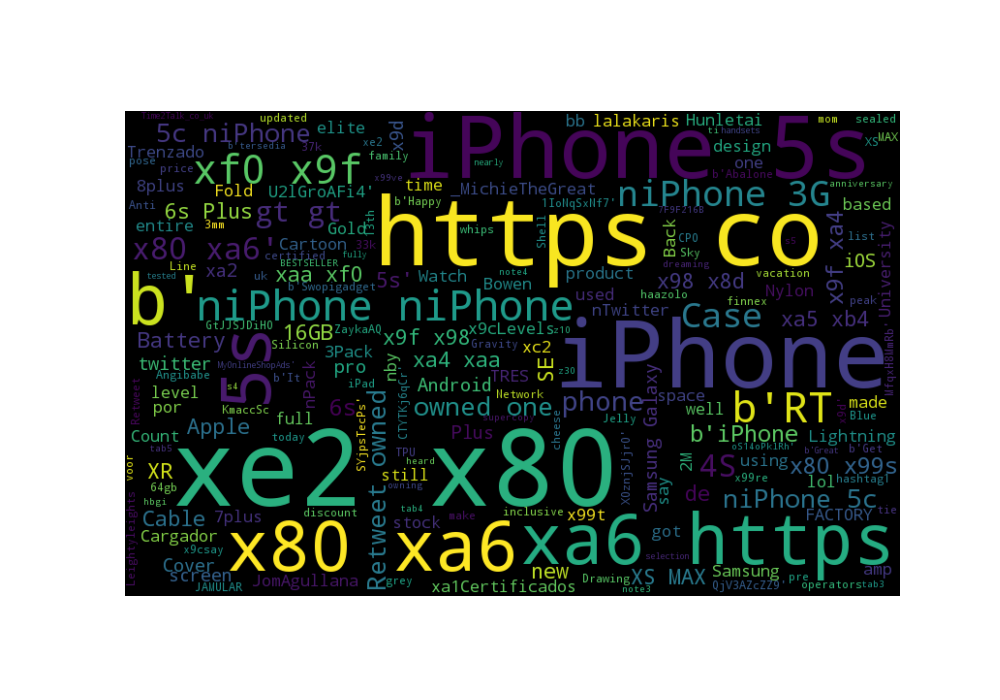 Time2Talk_co_uk updated
5c niPhone elite
b'tersedia 37k xe2
x9d
iPhone 5s
bb lalakaris Hunletai
ti handsets
mom sealed
XS MAX
Trenzado
pose price
xf0 x9f
x99ve family
nearly
design one
b'Abalone
8plus Fold U2lGroAFi4'
time _MichieTheGreat
niPhone 3G
anniversary
Anti 6s Plus
3mm gt gt
13th
1IoNqSxNf7'
7F9FZ16B
based
entire
Gold
https co
whips Shell
Back CPO Sky
s9
x9f xa4
list
University
x80 xa6'
Cartoon 33k
certified fully
dreaming
iOS
Line xa2 uk
BESTSELLER
xaa xf0
5s' Watch
note4 Bowen
product
x98 x8d
vacation
Nylon
peak
tested
b'
b'Swopigadget
niPhone niPhone
used nTwitter
haazolo
finnex
GtJJSJDiHO
16GB ZaykaAQ
x9f x98
x9cLevels
z10
Case
xa5 xb4
Battery
Silicon
5s
3Pack
nby
Gravity
xc2
SE
z30
iPhone
twitter
MyOnlineShopAds'
pro
xa4 xaa
Angibabe b'It
s4
nPack
iPad
Android
TRES
Network
phone
space
Retweet
level
por
KmaccSc
full
6s
SYjpsTecPs'
CTYTKj6qCr'
owned one
supercopy
Jelly
cheese
Samsung Galaxy
well
b'RT
x9d
made
Blue
Count
Apple
today
Plus
b'iPhone
Lightning
tab5
TPU
heard
2M
say
oS14oPk1Rh'
b'Great b'Get
voor
XR
64gb
hbgi
xe2 x80
still
owning
XOznjSJjrO'
4S
using
x80 x99s
x99re lol hashtag1
de niPhone 5c
Retweet owned
discount
tab4
inclusive x99t
FACTORY
tie
Cable 7plus
stock make
Cargador
x9csay
x80 xa6 xa6 https
got
selection
Leightyleights
Cover
screen JomAgullana
JAMULAR
grey
new
xa1Certificados
Drawing
note3
XS MAX
Samsung
QjV3AZcZZ9'
pre
operators
tab3
amp